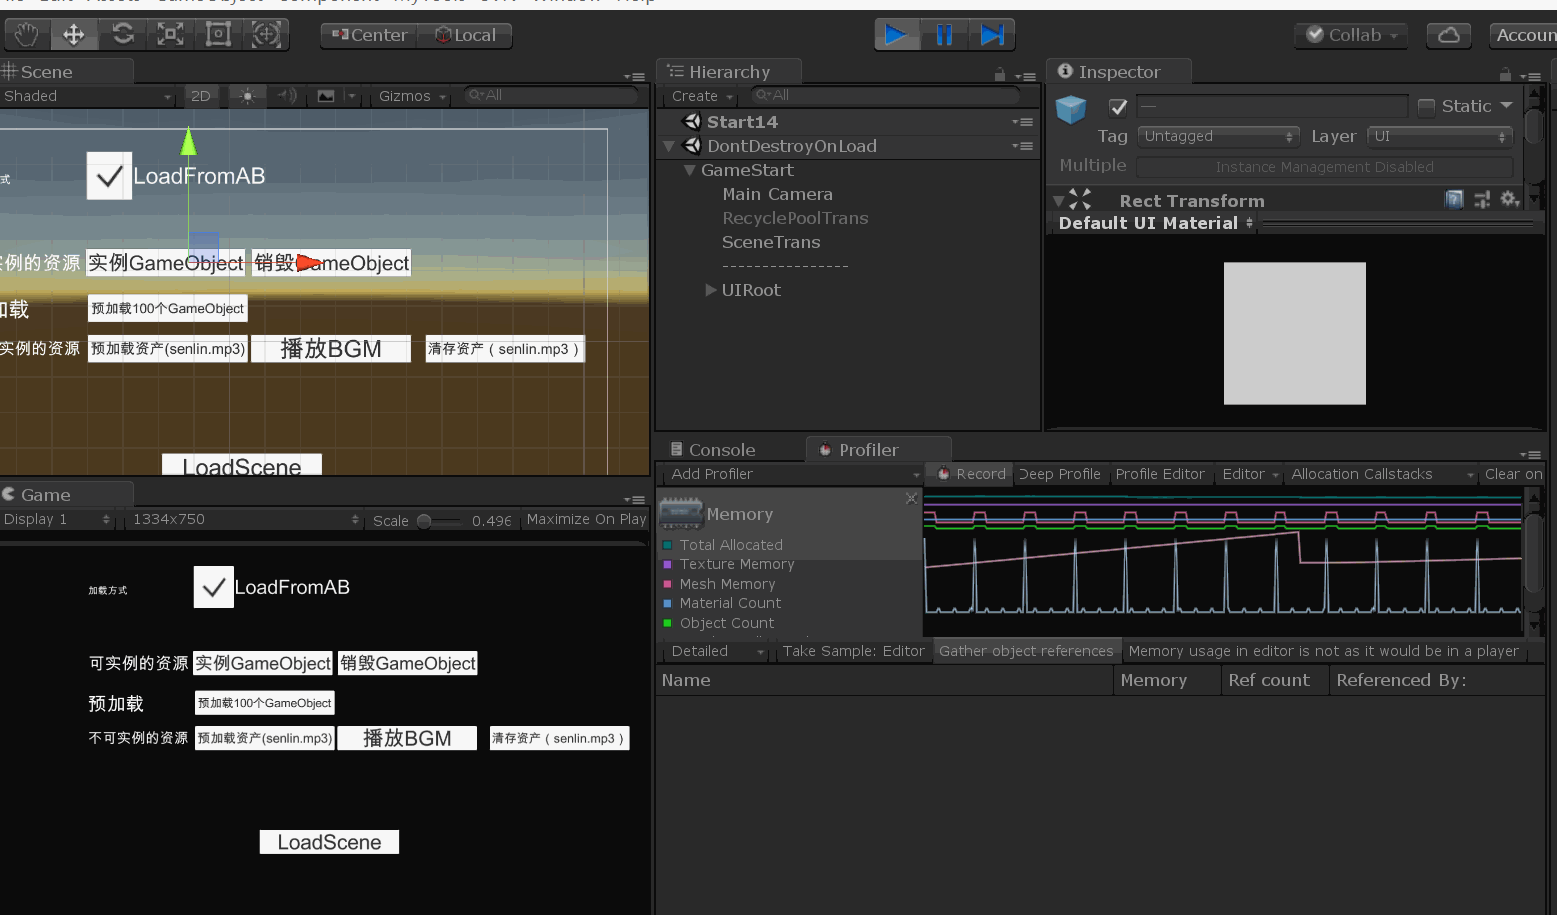 Edit Assets GameObject Component MyTools Window Help
Center Local
Collab
Accoun
Scene
Shaded 2D Gizmos All
式
LoadFromAB
实例的资源 实例GameObject 销毁GameObject
加载 预加载100个GameObject
实例的资源 预加载资产(senlin.mp3) 播放BGM 清存资产 ( senlin.mp3 )
LoadScene
Hierarchy
Create All
Start14
DontDestroyOnLoad
GameStart
Main Camera
RecyclePoolTrans
SceneTrans
----------------
UIRoot
Inspector
— Static
Tag Untagged Layer UI
Multiple Instance Management Disabled
Rect Transform
Default UI Material
Game
Display 1 1334x750 Scale 0.496 Maximize On Play
加载方式 LoadFromAB
可实例的资源 实例GameObject 销毁GameObject
预加载 预加载100个GameObject
不可实例的资源 预加载资产(senlin.mp3) 播放BGM 清存资产 ( senlin.mp3 )
LoadScene
Console Profiler
Add Profiler Record Deep Profile Profile Editor Editor Allocation Callstacks Clear on
Memory
Total Allocated
Texture Memory
Mesh Memory
Material Count
Object Count
Detailed Take Sample: Editor Gather object references Memory usage in editor is not as it would be in a player
Name Memory Ref count Referenced By: